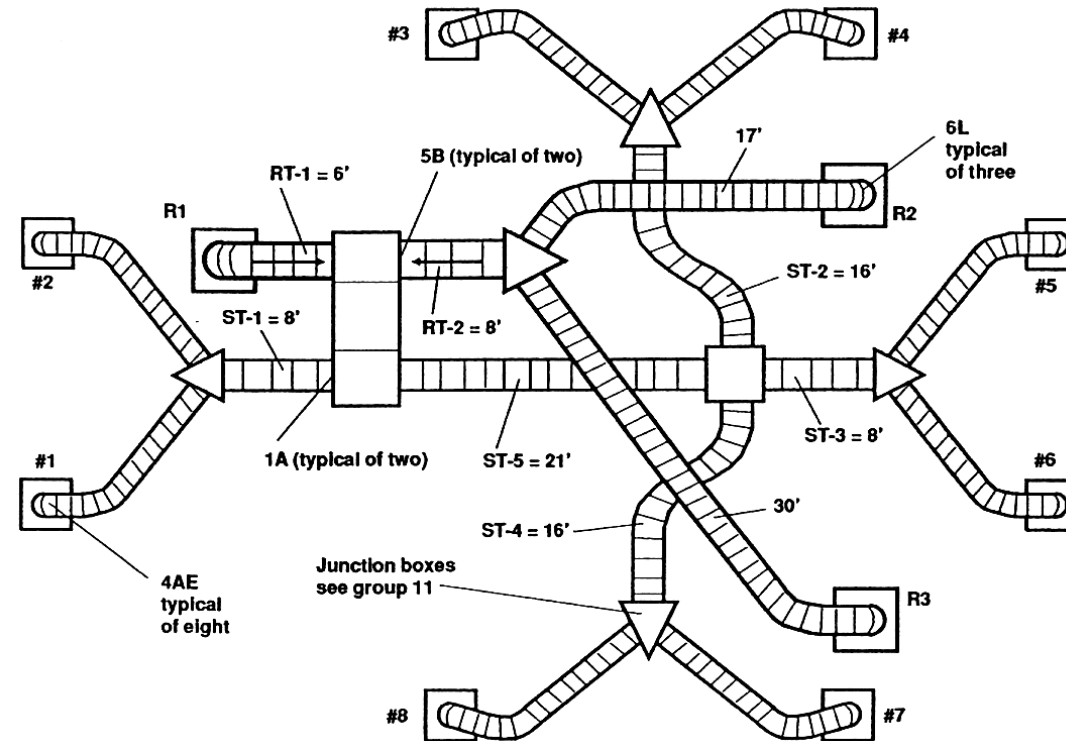 #3
#4
6L
typical
of three
17’
5B (typical of two)
RT-1 = 6’
R1
R2
#2
#5
ST-2 = 16’
ST-1 = 8’
RT-2 = 8’
ST-3 = 8’
#1
1A (typical of two)
ST-5 = 21’
#6
30’
ST-4 = 16’
Junction boxes
see group 11
4AE
typical
of eight
R3
#8
#7